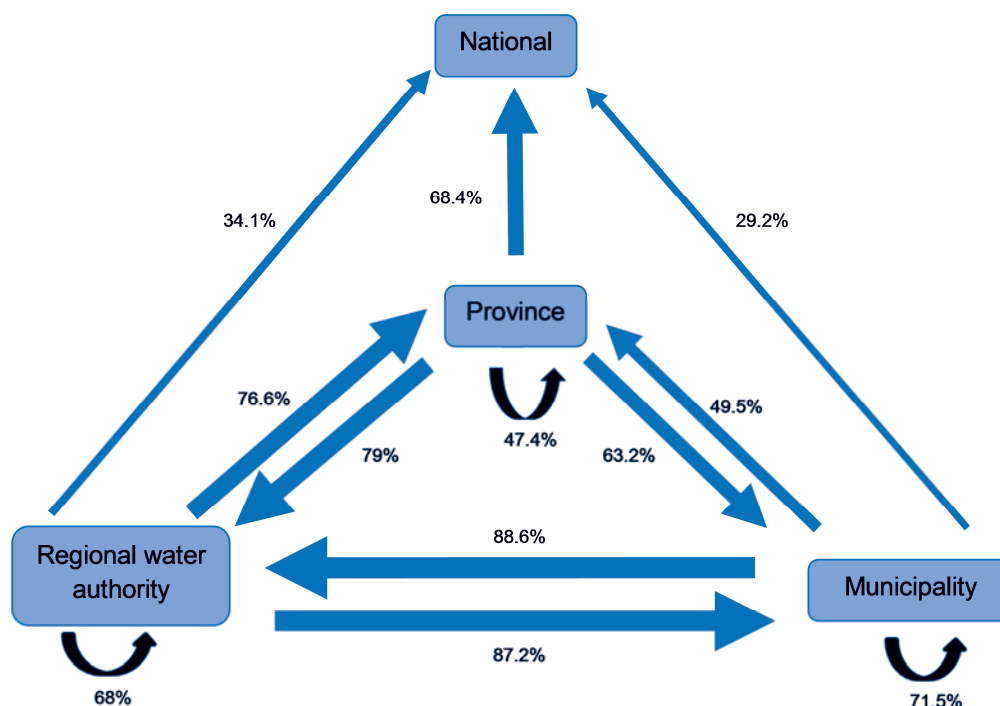 National
68.4%
34.1%
29.2%
Province
76.6%
49.5%
47.4%
79%
63.2%
88.6%
Regional water
authority
Municipality
87.2%
68%
71.5%